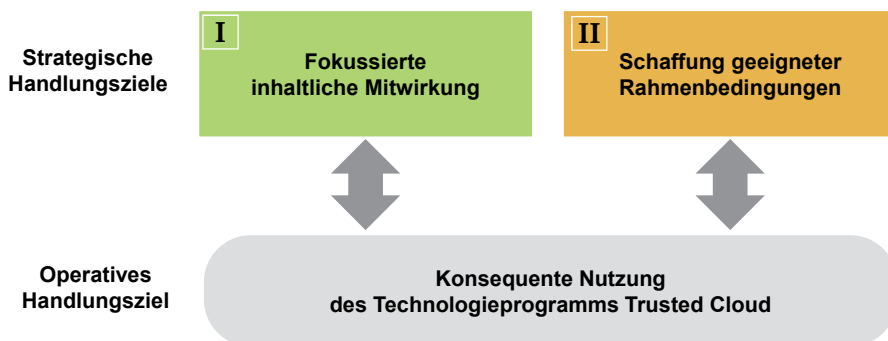 Strategische
Handlungsziele
I
Fokussierte
inhaltliche Mitwirkung
II
Schaffung geeigneter
Rahmenbedingungen
Operatives
Handlungsziel
Konsequente Nutzung
des Technologieprogramms Trusted Cloud